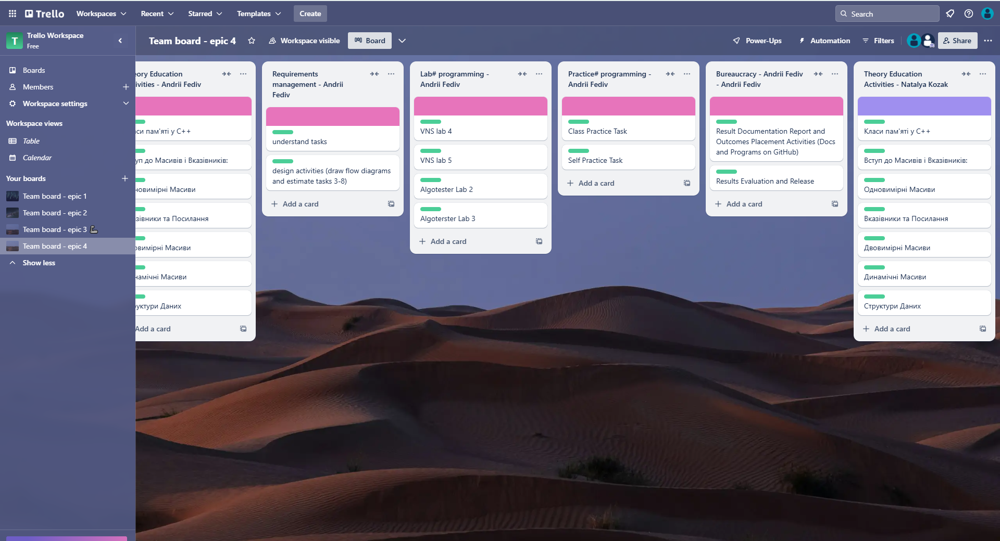 Trello
Workspaces
Recent
Starred
Templates
Create
Search
T
Trello Workspace
Free
Team board - epic 4
Workspace visible
Board
Power-Ups
Automation
Filters
Share
Boards
Members
Workspace settings
Workspace views
Table
Calendar
Your boards
Team board - epic 1
Team board - epic 2
Team board - epic 3
Team board - epic 4
Show less
eory Education
ivities - Andrii Fediv
си пам'яті у С++
уп до Масивів і Вказівників:
новимірні Масиви
зівники та Посилання
овимірні Масиви
намічні Масиви
уктури Даних
Add a card
Requirements
management - Andrii
Fediv
understand tasks
design activities (draw flow diagrams
and estimate tasks 3-8)
Add a card
Lab# programming -
Andrii Fediv
VNS lab 4
VNS lab 5
Algotester Lab 2
Algoterster Lab 3
Add a card
Practice# programming -
Andrii Fediv
Class Practice Task
Self Practice Task
Add a card
Bureaucracy - Andrii Fediv
- Andrii Fediv
Result Documentation Report and
Outcomes Placement Activities (Docs
and Programs on GitHub)
Results Evaluation and Release
Add a card
Theory Education
Activities - Natalya Kozak
Класи пам'яті у С++
Вступ до Масивів і Вказівників:
Одновимірні Масиви
Вказівники та Посилання
Двовимірні Масиви
Динамічні Масиви
Структури Даних
Add a card